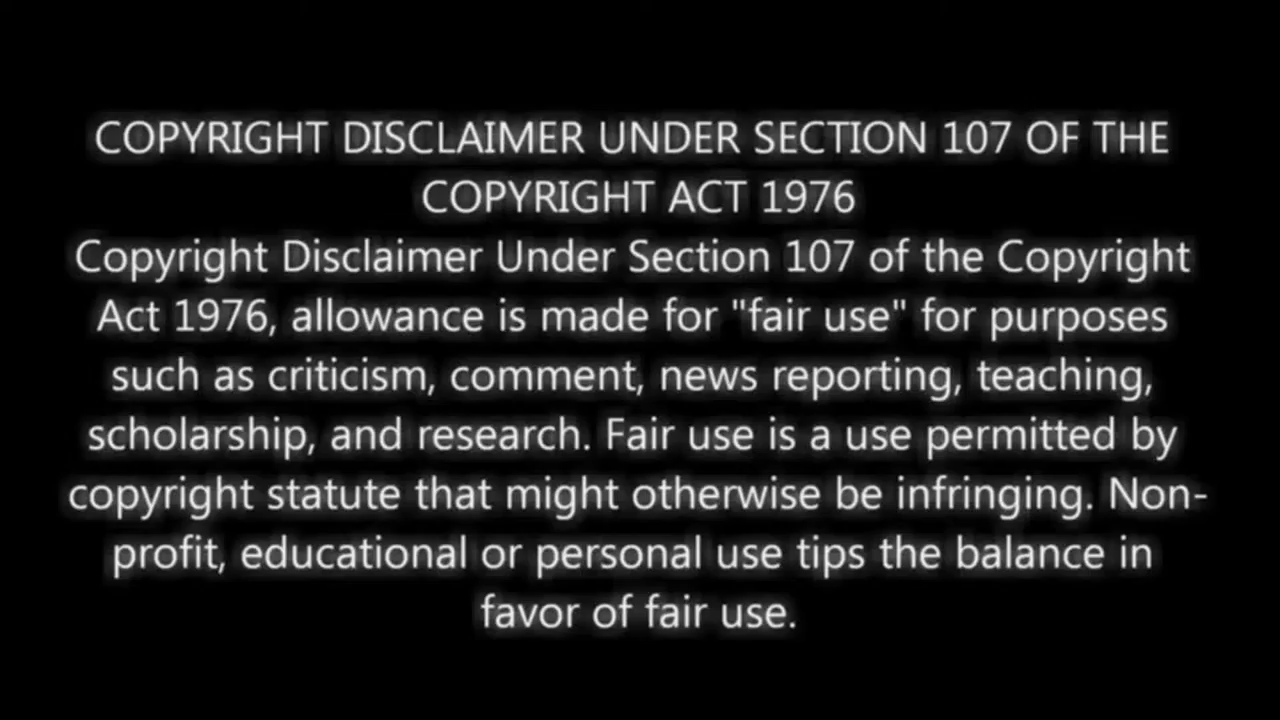 COPYRIGHT DISCLAIMER UNDER SECTION 107 OF THE
COPYRIGHT ACT 1976
Copyright Disclaimer Under Section 107 of the Copyright
Act 1976, allowance is made for "fair use" for purposes
such as criticism, comment, news reporting, teaching,
scholarship, and research. Fair use is a use permitted by
copyright statute that might otherwise be infringing. Non-
profit, educational or personal use tips the balance in
favor of fair use.